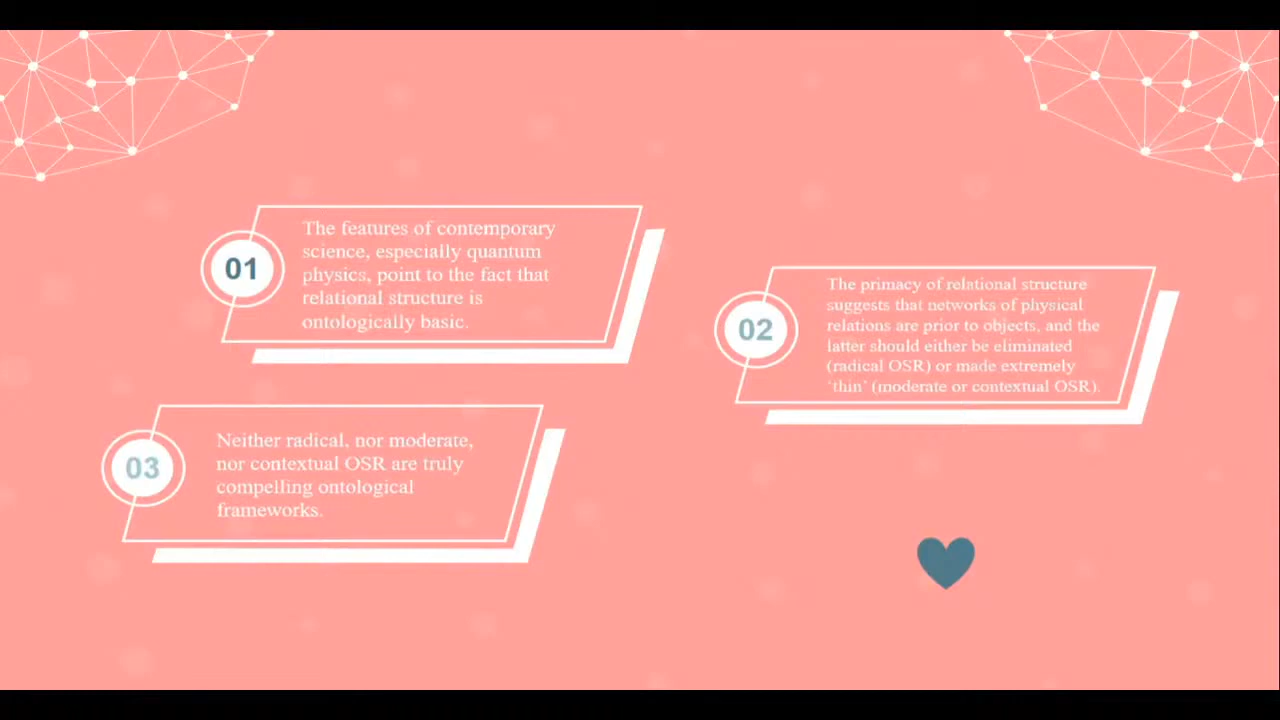 01
The features of contemporary
science, especially quantum
physics, point to the fact that
relational structure is
ontologically basic.
02
The primacy of relational structure
suggests that networks of physical
relations are prior to objects, and the
latter should either be eliminated
(radical OSR) or made extremely
‘thin’ (moderate or contextual OSR).
03
Neither radical, nor moderate,
nor contextual OSR are truly
compelling ontological
frameworks.